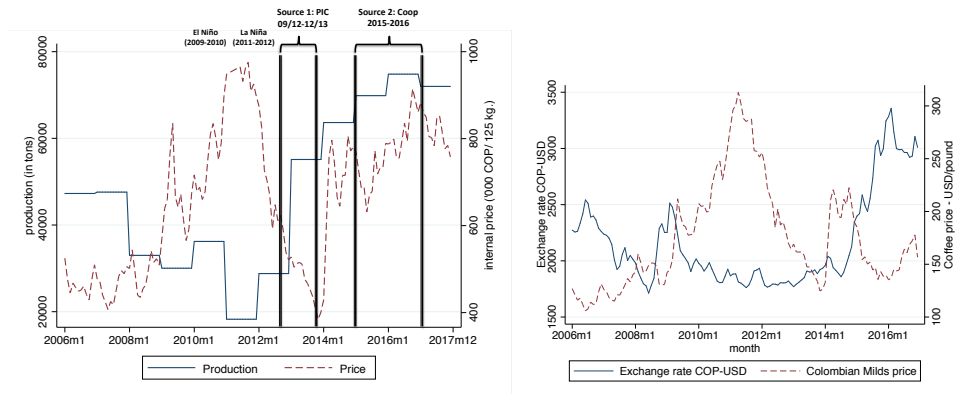 Source 1: PIC
09/12-12/13
Source 2: Coop
2015-2016
El Niño
(2009-2010)
La Niña
(2011-2012)
production (in tons)
80000
60000
40000
20000
1000
800
600
400
internal price ('000 COP/ 125 kg.)
2006m1
2008m1
2010m1
2012m1
2014m1
2016m1
2017m12
Production
Price
Exchange rate COP-USD
3500
3000
2500
2000
1500
300
250
200
150
100
Coffee price - USD/pound
2006m1
2008m1
2010m1
2012m1
2014m1
2016m1
month
Exchange rate COP-USD
Colombian Milds price